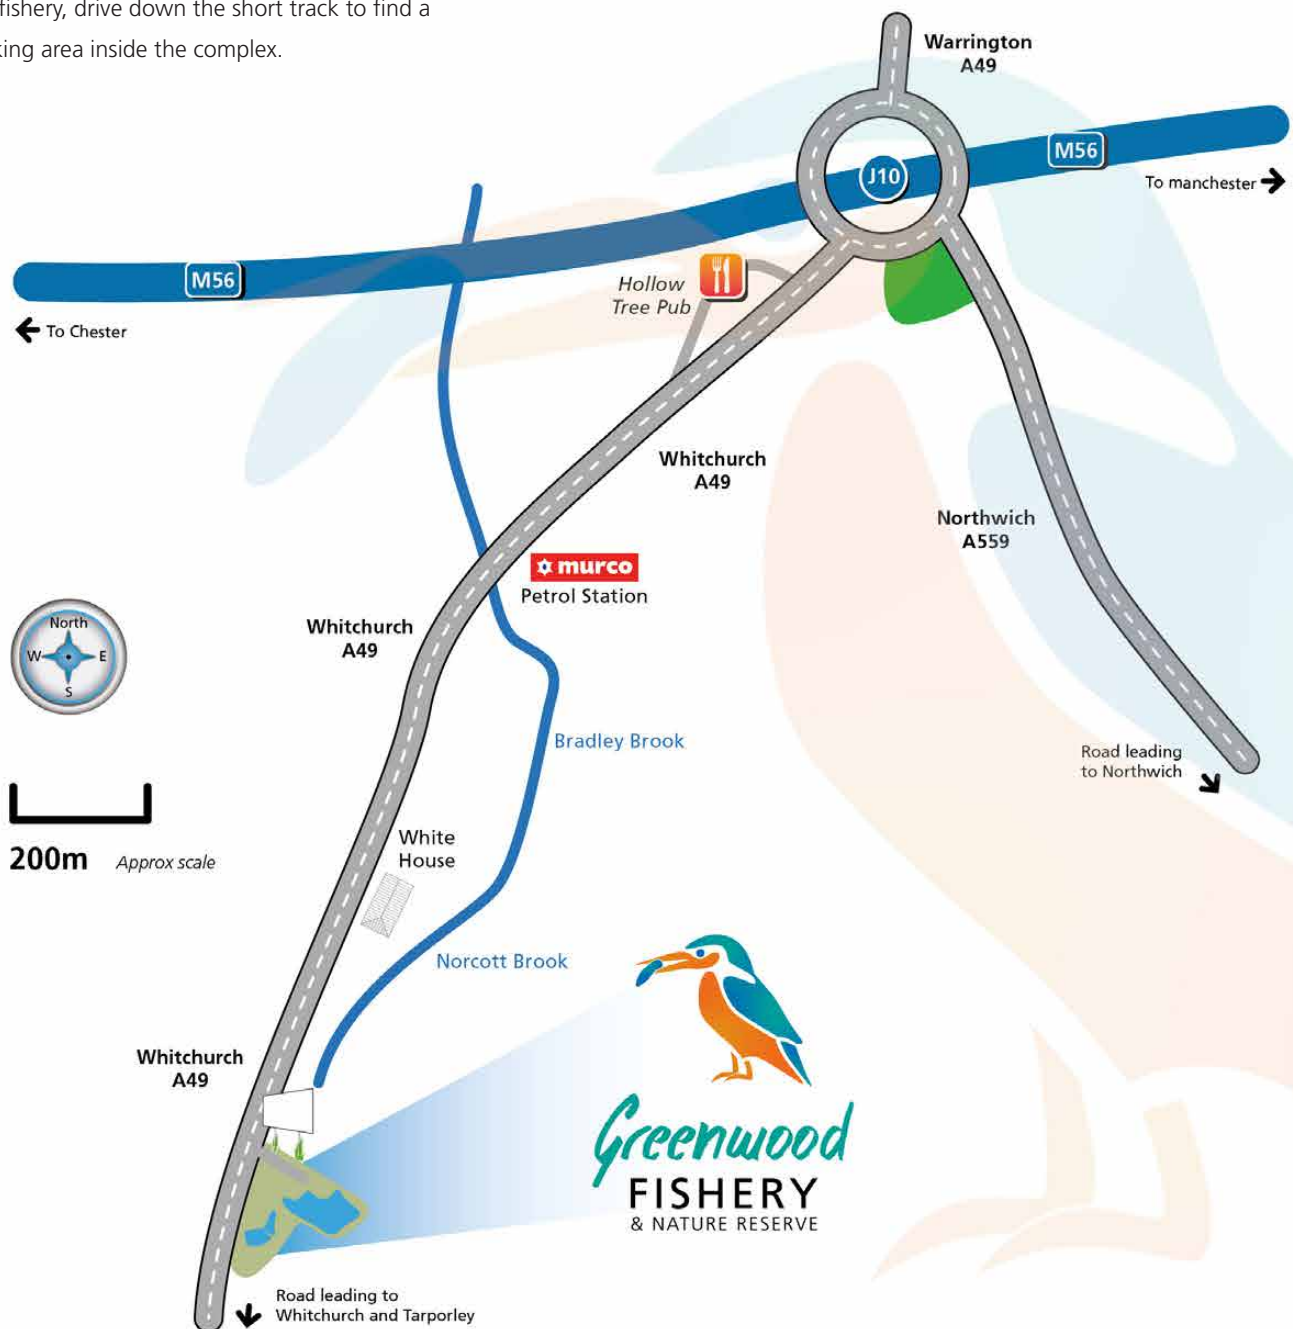 fishery, drive down the short track to find a
king area inside the complex.
Warrington
A49
M56
J10
To manchester
M56
To Chester
Hollow
Tree Pub
Whitchurch
A49
Northwich
A559
murco
Petrol Station
Whitchurch
A49
North
W
E
S
Bradley Brook
Road leading
to Northwich
200m Approx scale
White
House
Norcott Brook
Whitchurch
A49
Greenwood
FISHERY
& NATURE RESERVE
Road leading to
Whitchurch and Tarporley